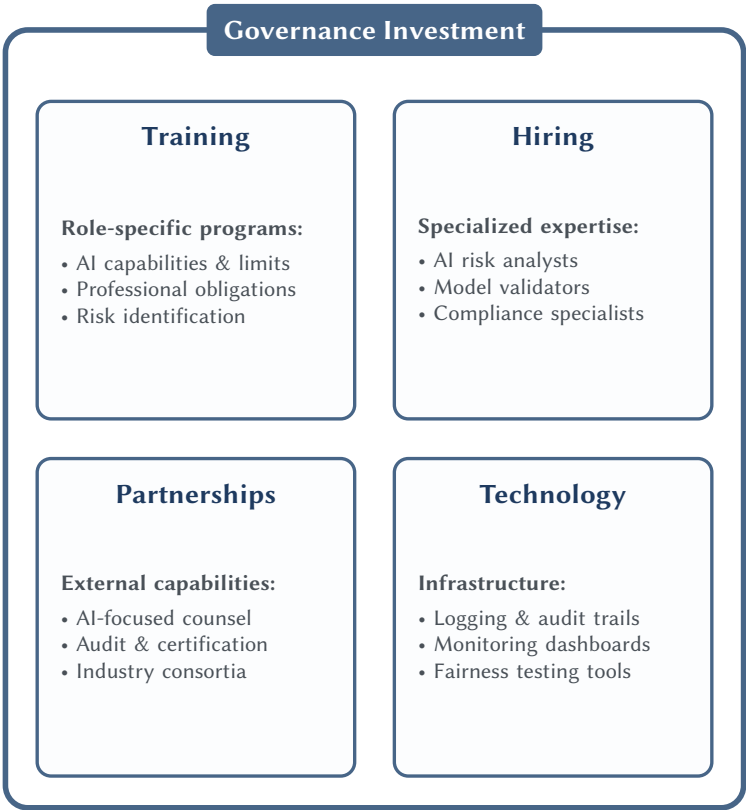 Governance Investment
Training
Role-specific programs:
• AI capabilities & limits
• Professional obligations
• Risk identification
Hiring
Specialized expertise:
• AI risk analysts
• Model validators
• Compliance specialists
Partnerships
External capabilities:
• AI-focused counsel
• Audit & certification
• Industry consortia
Technology
Infrastructure:
• Logging & audit trails
• Monitoring dashboards
• Fairness testing tools